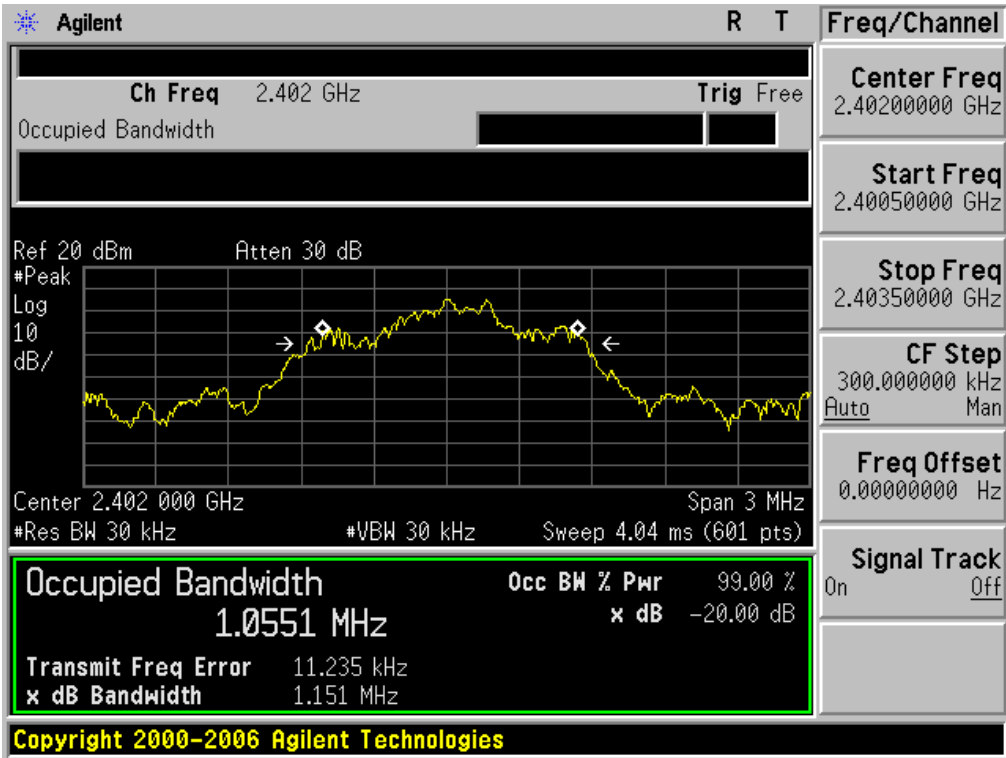 Agilent R T Freq/Channel
Ch Freq 2.402 GHz Trig Free
Occupied Bandwidth
Center Freq
2.40200000 GHz
Start Freq
2.40050000 GHz
Stop Freq
2.40350000 GHz
CF Step
300.000000 kHz
Auto Man
Freq Offset
0.00000000 Hz
Signal Track
On Off
Ref 20 dBm Atten 30 dB
#Peak
Log
10
dB/
Center 2.402 000 GHz Span 3 MHz
#Res BW 30 kHz #VBW 30 kHz Sweep 4.04 ms (601 pts)
Occupied Bandwidth
1.0551 MHz
Occ BW % Pwr 99.00 %
x dB -20.00 dB
Transmit Freq Error 11.235 kHz
x dB Bandwidth 1.151 MHz
Copyright 2000-2006 Agilent Technologies